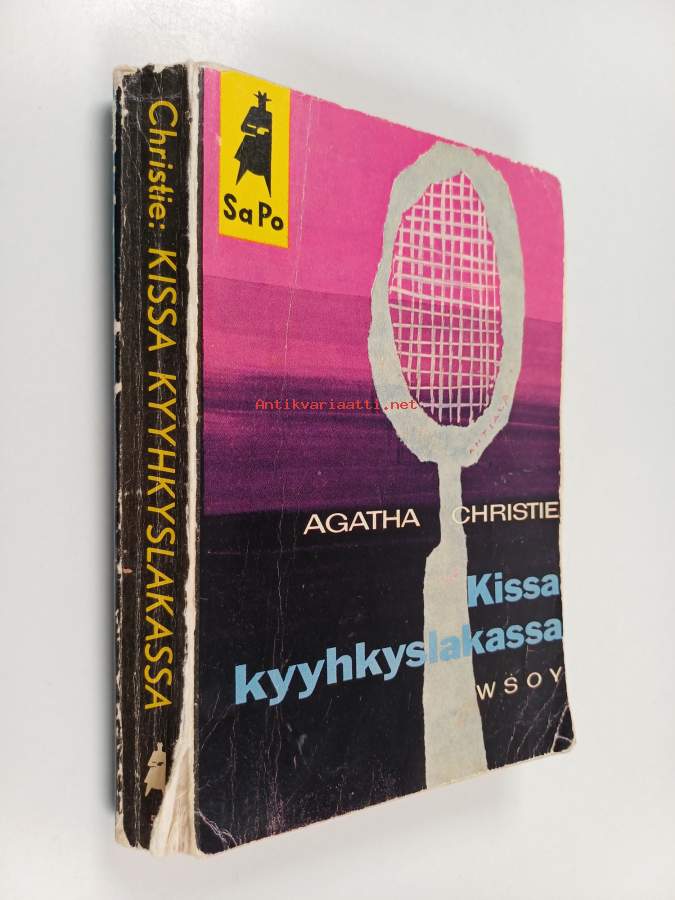 Christie: KISSA KYYHKYSLAKASSA
SaPo
Antikvariaatti.net
AGATHA CHRISTIE
Kissa
kyyhkyslakassa
WSOY